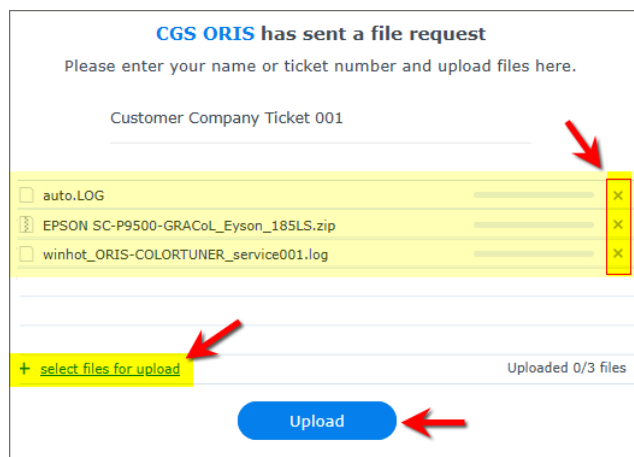 CGS ORIS has sent a file request
Please enter your name or ticket number and upload files here.
Customer Company Ticket 001
auto.LOG
EPSON SC-P9500-GRACoL_Eyson_185LS.zip
winhot_ORIS-COLORTUNER_service001.log
+ select files for upload
Uploaded 0/3 files
Upload